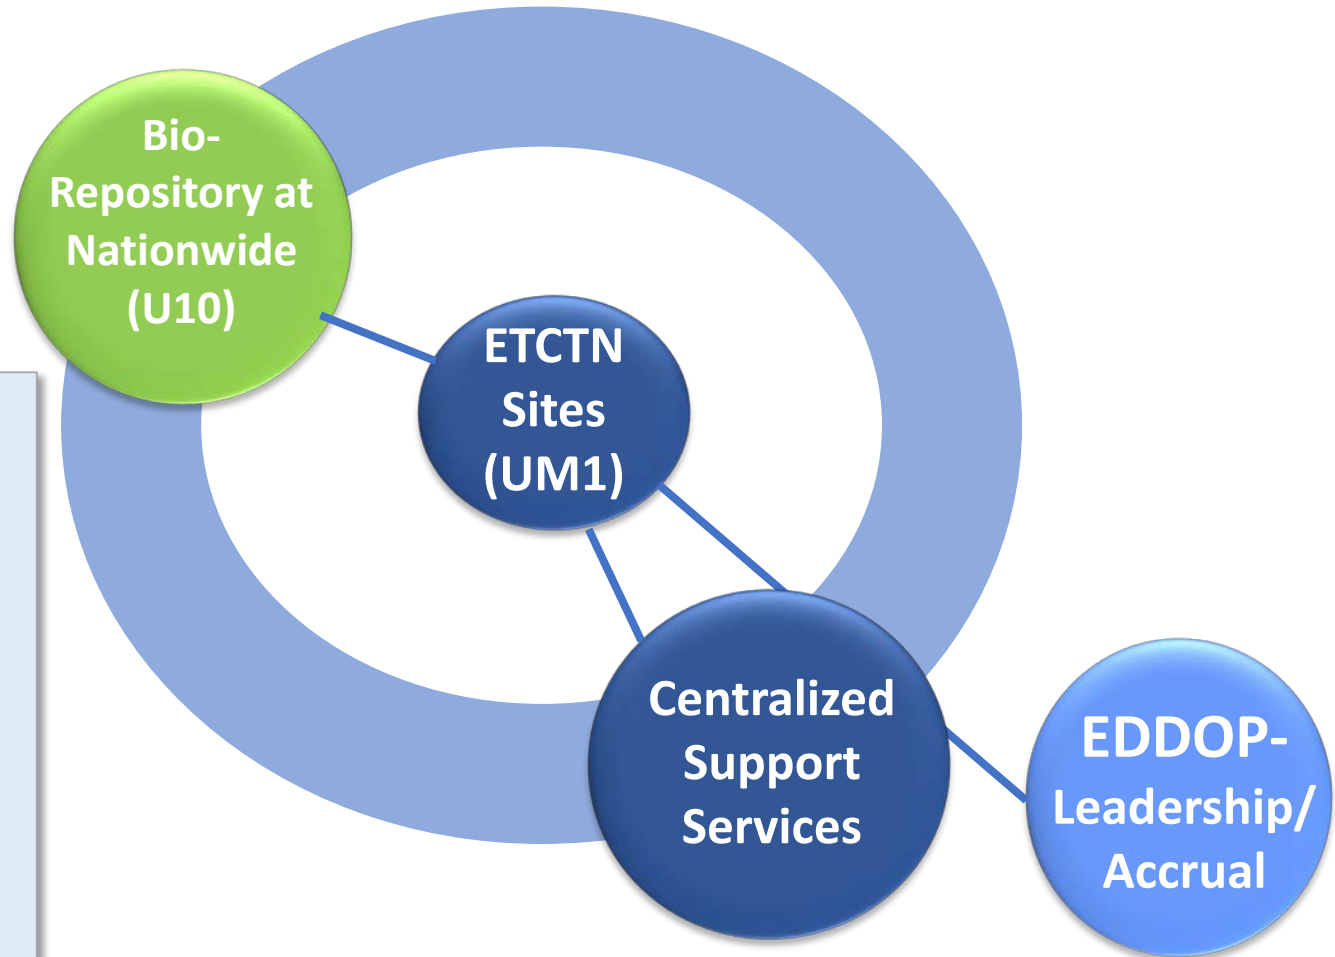 Bio-
Repository at
Nationwide
(U10)
ETCTN
Sites
(UM1)
Centralized
Support
Services
EDDOP-
Leadership/
Accrual